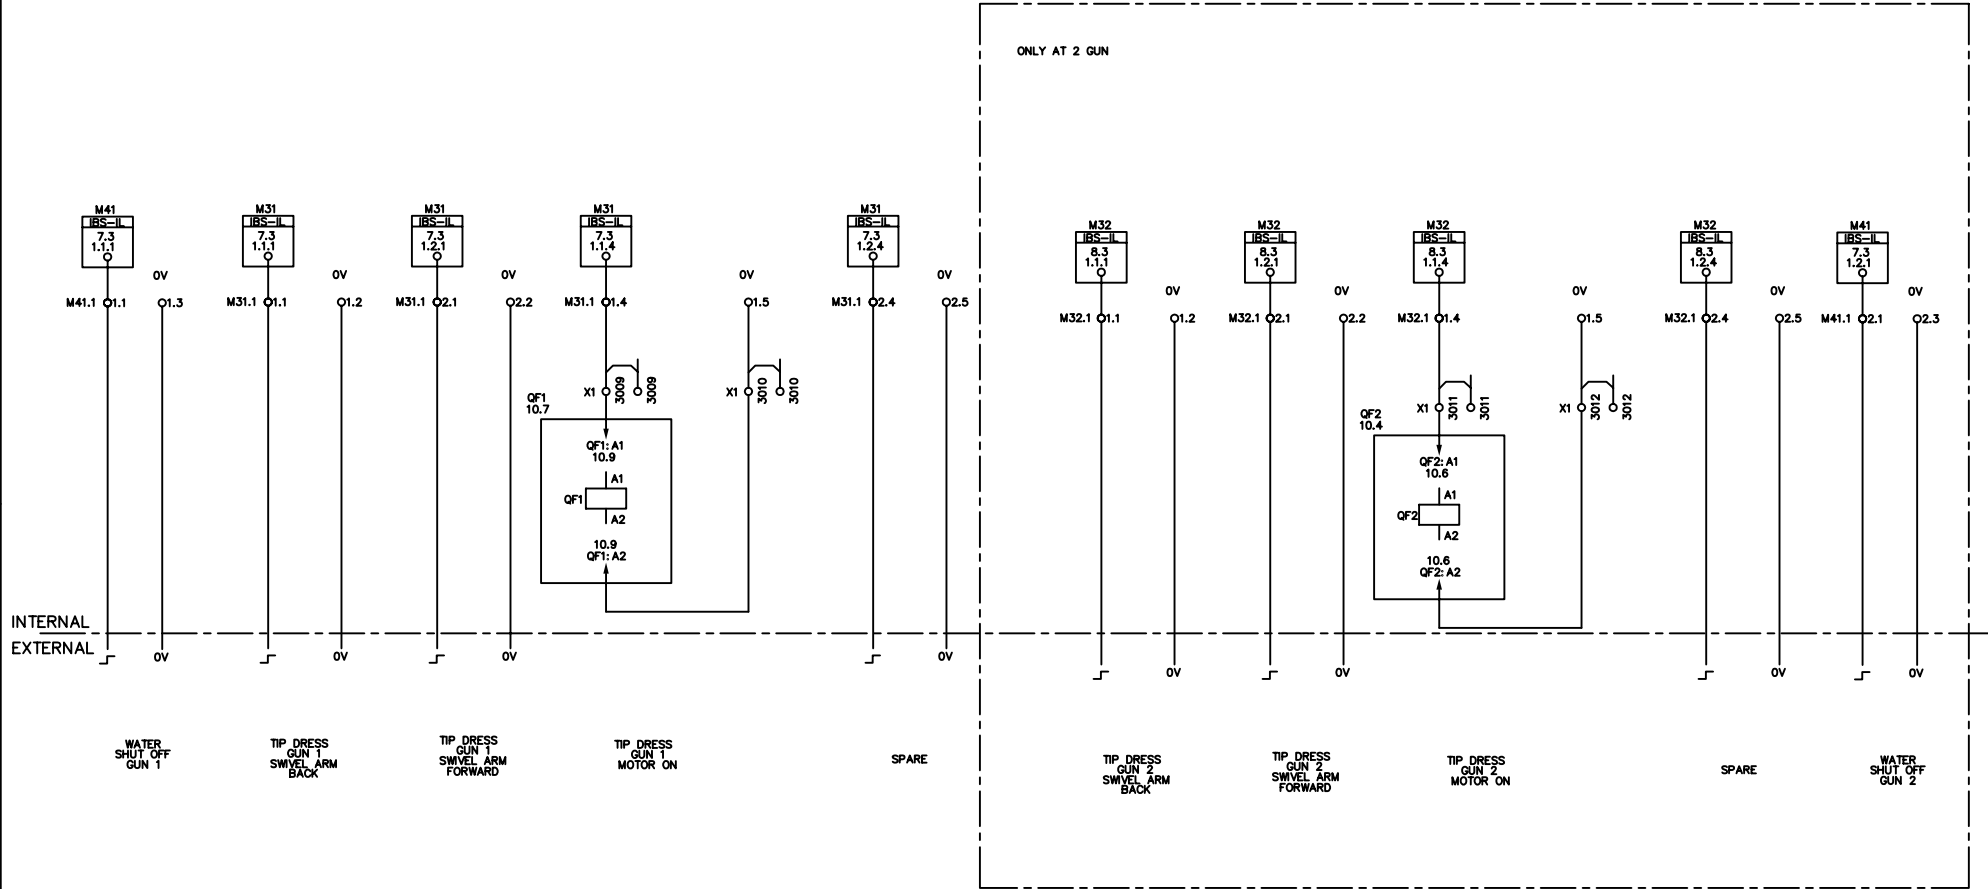 ONLY AT 2 GUN
M41
IBS-IL
7.3
1.1.1
0V
M41.1 1.1
1.3
M31
IBS-IL
7.3
1.1.1
0V
M31.1 1.1
1.2
M31
IBS-IL
7.3
1.2.1
0V
M31.1 2.1
2.2
M31
IBS-IL
7.3
1.1.4
0V
M31.1 1.4
1.5
X1 3009 3009
X1 3010 3010
QF1
10.7
QF1:A1
10.9
A1
QF1
A2
10.9
QF1:A2
M31
IBS-IL
7.3
1.2.4
0V
M31.1 2.4
2.5
M32
IBS-IL
8.3
1.1.1
0V
M32.1 1.1
1.2
M32
IBS-IL
8.3
1.2.1
0V
M32.1 2.1
2.2
M32
IBS-IL
8.3
1.1.4
0V
M32.1 1.4
1.5
X1 3011 3011
X1 3012 3012
QF2
10.4
QF2:A1
10.6
A1
QF2
A2
10.6
QF2:A2
M32
IBS-IL
8.3
1.2.4
0V
M32.1 2.4
2.5
M41
IBS-IL
7.3
1.2.1
0V
M41.1 2.1
2.3
INTERNAL
EXTERNAL
0V
0V
0V
0V
0V
0V
0V
0V
WATER
SHUT OFF
GUN 1
TIP DRESS
GUN 1
SWIVEL ARM
BACK
TIP DRESS
GUN 1
SWIVEL ARM
FORWARD
TIP DRESS
GUN 1
MOTOR ON
SPARE
TIP DRESS
GUN 2
SWIVEL ARM
BACK
TIP DRESS
GUN 2
SWIVEL ARM
FORWARD
TIP DRESS
GUN 2
MOTOR ON
SPARE
WATER
SHUT OFF
GUN 2